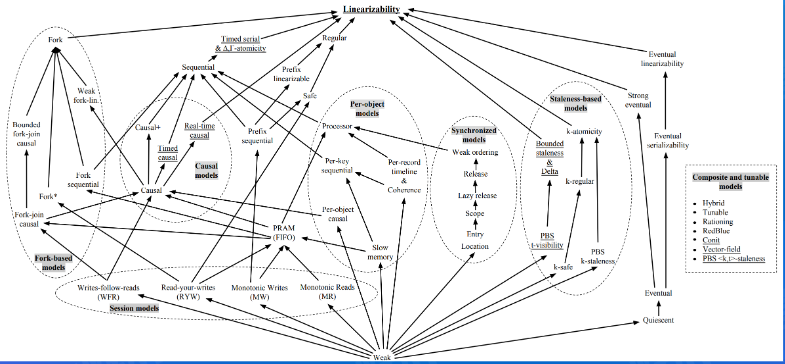 Linearizability
Fork
Timed serial
& Δ,Γ-atomicity
Regular
Eventual
linearizability
Sequential
Prefix
linearizable
Weak
fork-lin.
Safe
Strong
eventual
Per-object
models
Staleness-based
models
Bounded
fork-join
causal
Causal+
Real-time
causal
Prefix
sequential
Processor
Synchronized
models
k-atomicity
Eventual
serializability
Timed
causal
Causal
models
Weak ordering
Bounded
staleness
&
Delta
Per-key
sequential
Per-record
timeline
&
Coherence
Release
k-regular
Composite and tunable
models
Fork
sequential
Fork*
Causal
Lazy release
Scope
Entry
Location
• Hybrid
• Tunable
• Rationing
• RedBlue
• Conit
• Vector-field
• PBS <k,t>-staleness
Fork-join
causal
Per-object
causal
PRAM
(FIFO)
Slow
memory
PBS
t-visibility
PBS
k-staleness
k-safe
Fork-based
models
Writes-follow-reads
(WFR)
Read-your-writes
(RYW)
Monotonic Writes
(MW)
Monotonic Reads
(MR)
Session models
Eventual
Quiescent
Weak